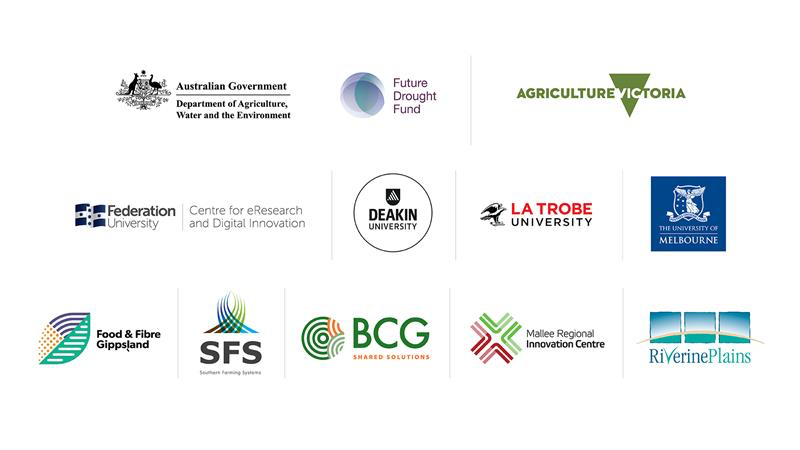 Australian Government
Department of Agriculture,
Water and the Environment
Future
Drought
Fund
AGRICULTURE VICTORIA
Federation
University
Centre for eResearch
and Digital Innovation
DEAKIN
UNIVERSITY
LA TROBE
UNIVERSITY
THE UNIVERSITY OF
MELBOURNE
Food & Fibre
Gippsland
SFS
Southern Farming Systems
BCG
SHARED SOLUTIONS
Mallee Regional
Innovation Centre
RiVerinePlains